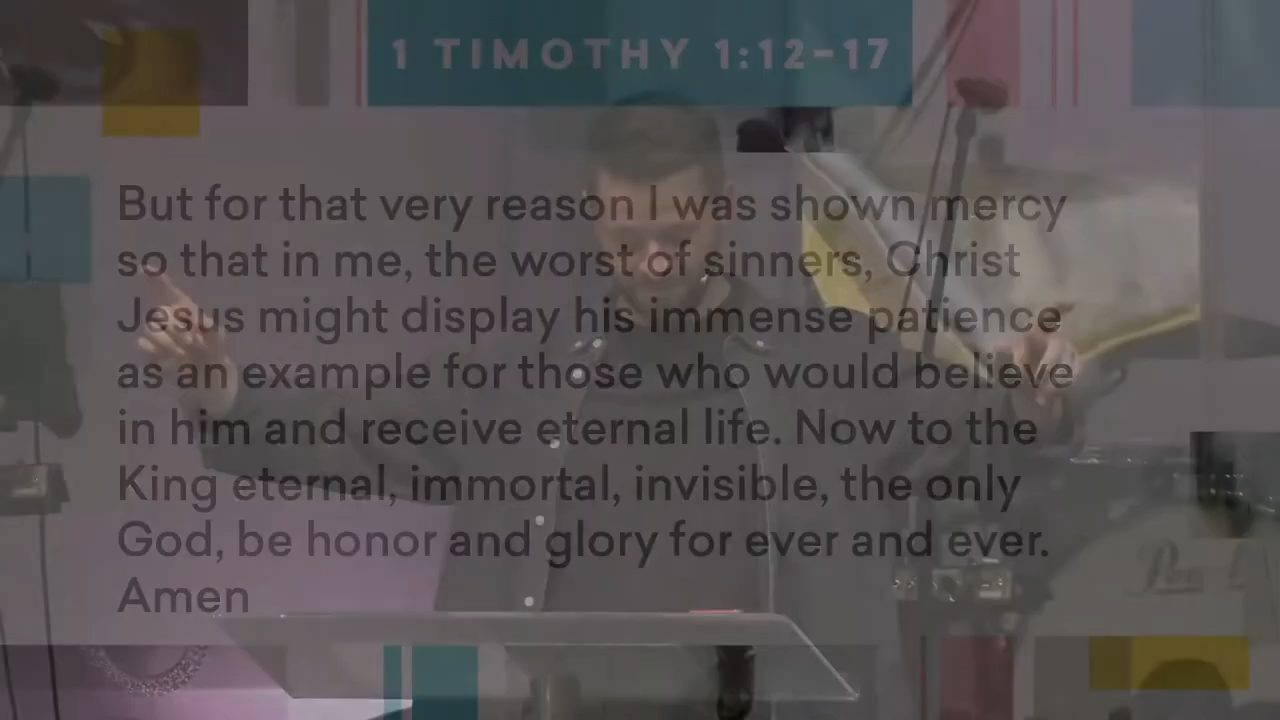 1 TIMOTHY 1:12-17
But for that very reason I was shown mercy
so that in me, the worst of sinners, Christ
Jesus might display his immense patience
as an example for those who would believe
in him and receive eternal life. Now to the
King eternal, immortal, invisible, the only
God, be honor and glory for ever and ever.
Amen